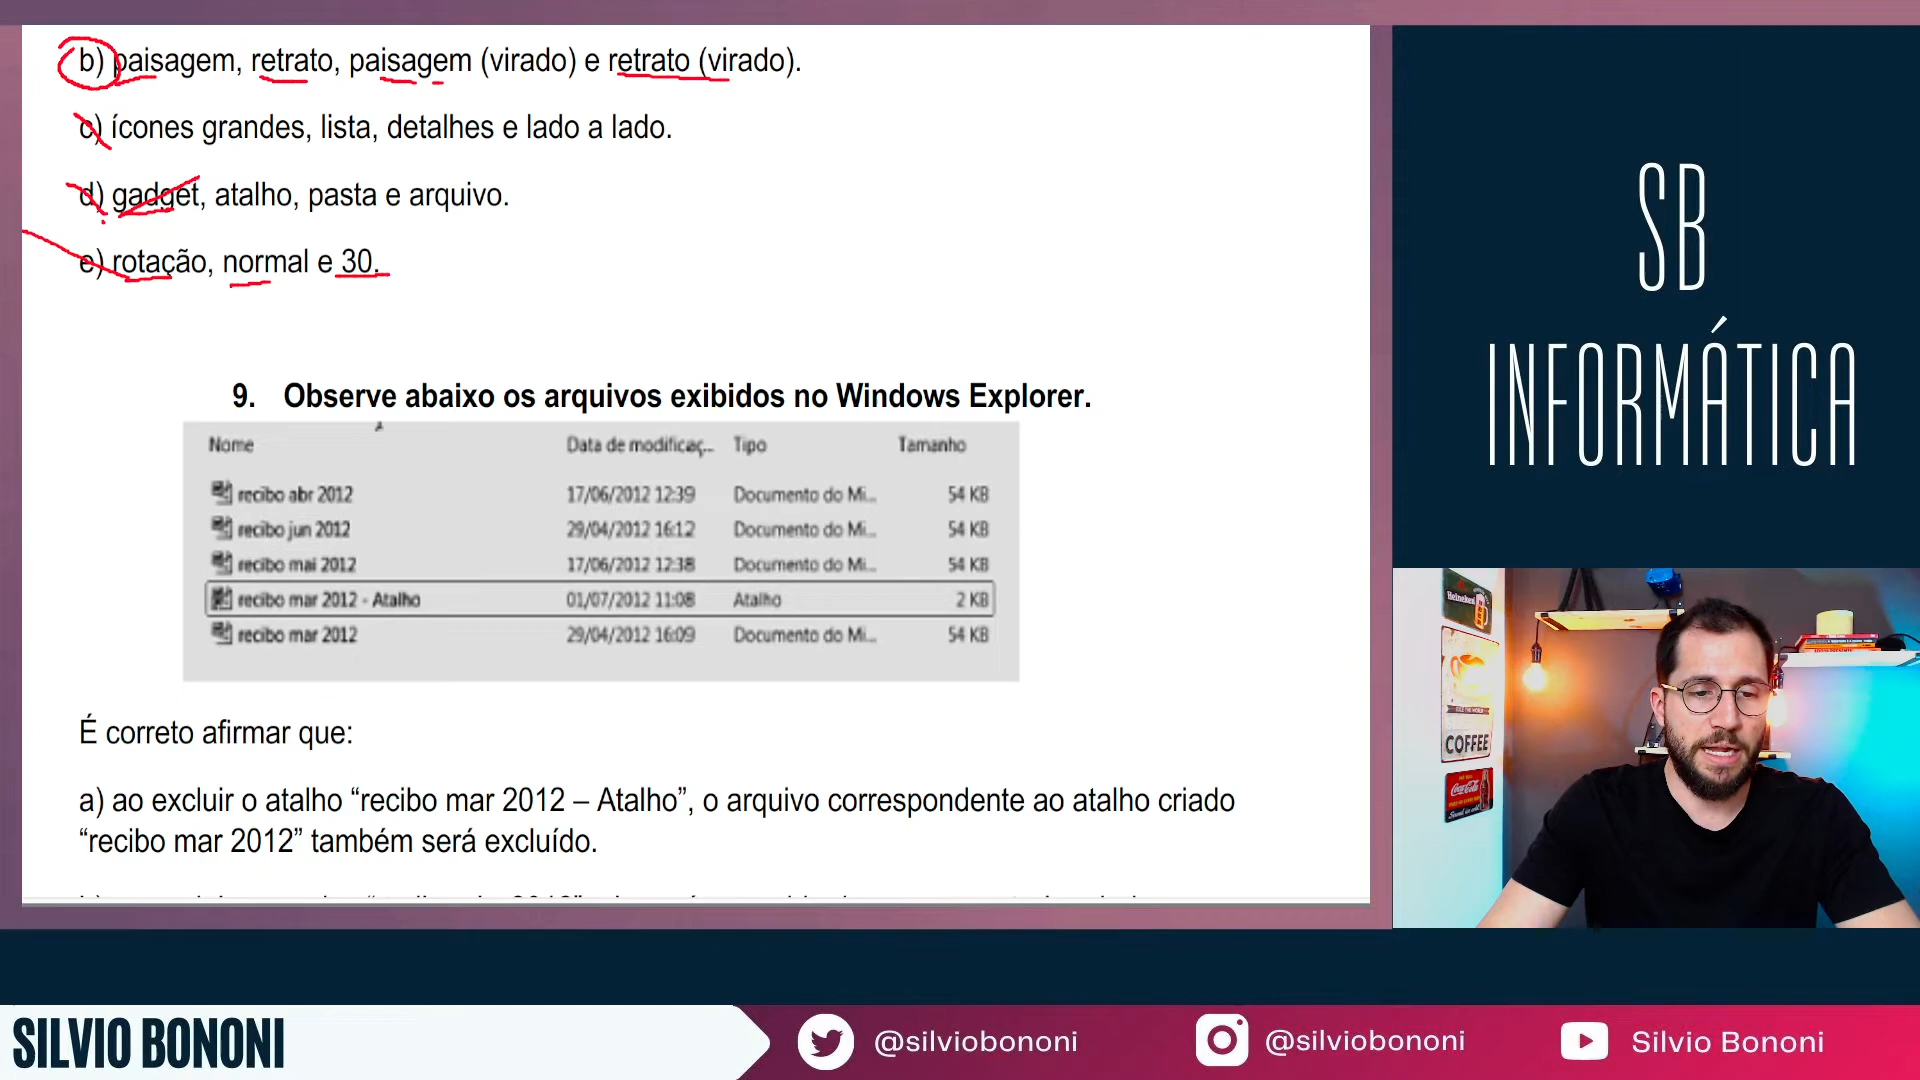 b) paisagem, retrato, paisagem (virado) e retrato (virado).
c) ícones grandes, lista, detalhes e lado a lado.
d) gadget, atalho, pasta e arquivo.
e) rotação, normal e 30.
9. Observe abaixo os arquivos exibidos no Windows Explorer.
Nome Data de modificaç... Tipo Tamanho
recibo abr 2012 17/06/2012 12:39 Documento do Mi... 54 KB
recibo jun 2012 29/04/2012 16:12 Documento do Mi... 54 KB
recibo mai 2012 17/06/2012 12:38 Documento do Mi... 54 KB
recibo mar 2012 - Atalho 01/07/2012 11:08 Atalho 2 KB
recibo mar 2012 29/04/2012 16:09 Documento do Mi... 54 KB
É correto afirmar que:
a) ao excluir o atalho “recibo mar 2012 – Atalho”, o arquivo correspondente ao atalho criado
“recibo mar 2012” também será excluído.
SB
INFORMÁTICA
Heineken
COFFEE
Coca-Cola
SILVIO BONONI
@silviobononi
@silviobononi
Silvio Bononi